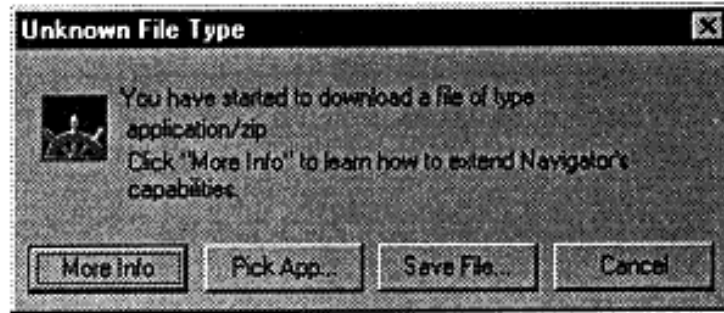 Unknown File Type
You have started to download a file of type
application/zip
Click "More Info" to learn how to extend Navigator's
capabilities.
More Info
Pick App...
Save File...
Cancel